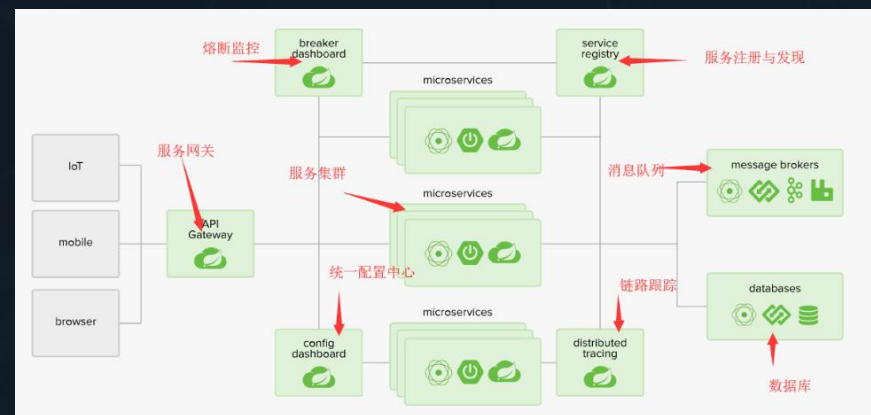 熔断监控
breaker
dashboard
service
registry
服务注册与发现
microservices
IoT
服务网关
服务集群
消息队列
message brokers
microservices
API
Gateway
mobile
统一配置中心
链路跟踪
databases
microservices
browser
config
dashboard
distributed
tracing
数据库